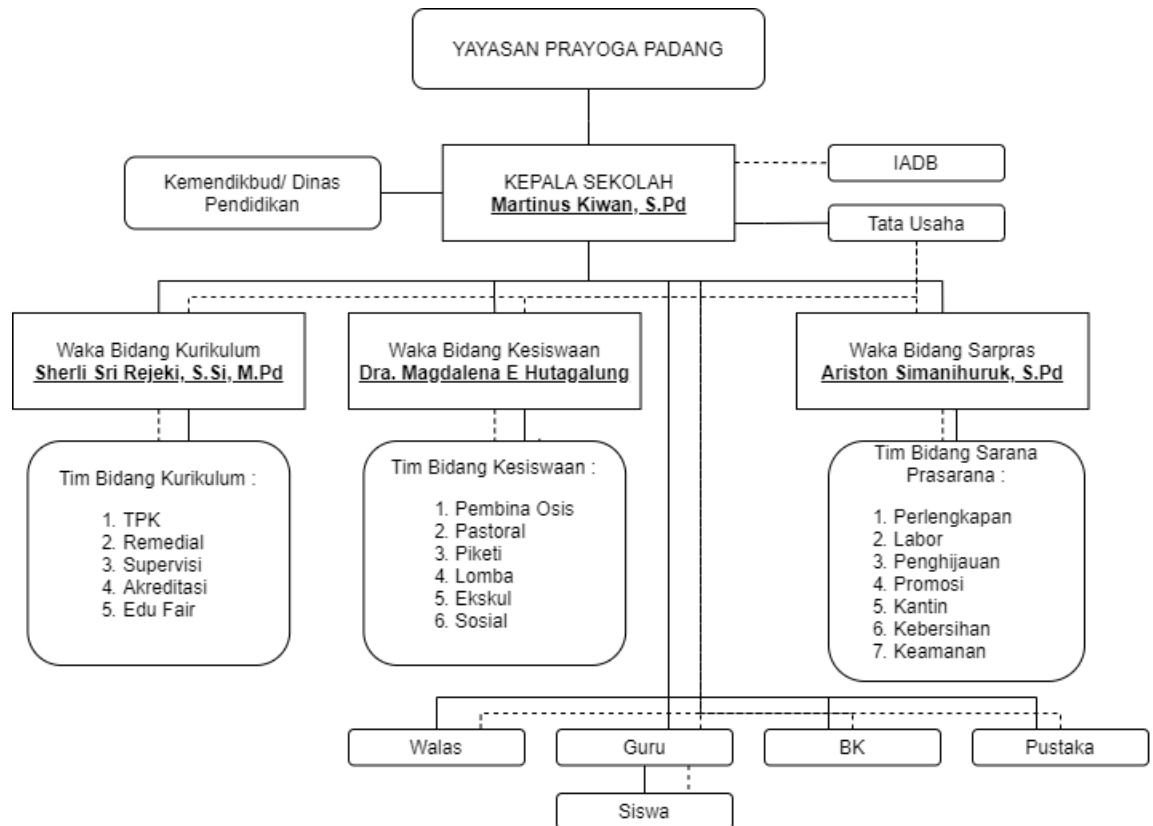 YAYASAN PRAYOGA PADANG
Kemendikbud/ Dinas
Pendidikan
KEPALA SEKOLAH
Martinus Kiwan, S.Pd
IADB
Tata Usaha
Waka Bidang Kurikulum
Sherli Sri Rejeki, S.Si, M.Pd
Waka Bidang Kesiswaan
Dra. Magdalena E Hutagalung
Waka Bidang Sarpras
Ariston Simanihuruk, S.Pd
Tim Bidang Kurikulum :
1. TPK
2. Remedial
3. Supervisi
4. Akreditasi
5. Edu Fair
Tim Bidang Kesiswaan :
1. Pembina Osis
2. Pastoral
3. Piketi
4. Lomba
5. Ekskul
6. Sosial
Tim Bidang Sarana
Prasarana :
1. Perlengkapan
2. Labor
3. Penghijauan
4. Promosi
5. Kantin
6. Kebersihan
7. Keamanan
Walas
Guru
BK
Pustaka
Siswa